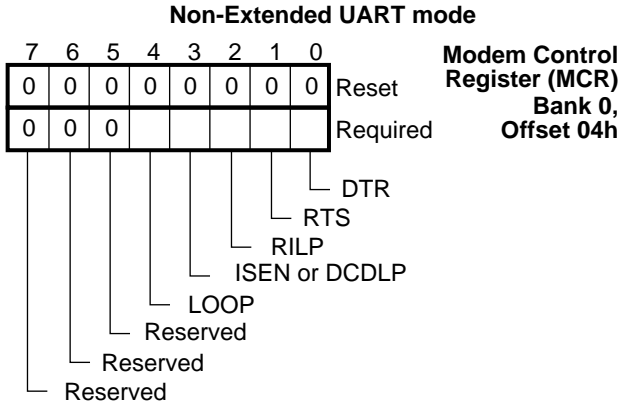 Non-Extended UART mode
7 6 5 4 3 2 1 0
Modem Control
Register (MCR)
Bank 0,
Offset 04h
0 0 0 0 0 0 0 0 Reset
0 0 0 Required
DTR
RTS
RILP
ISEN or DCDLP
LOOP
Reserved
Reserved
Reserved